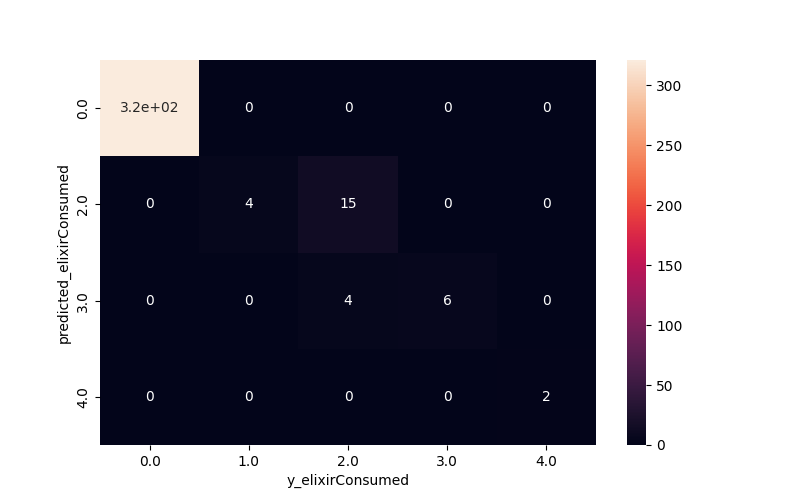 0.0 3.2e+02 0 0 0 0
2.0 0 4 15 0 0
3.0 0 0 4 6 0
4.0 0 0 0 0 2
0.0 1.0 2.0 3.0 4.0
y_elixirConsumed
predicted_elixirConsumed
300
250
200
150
100
50
0